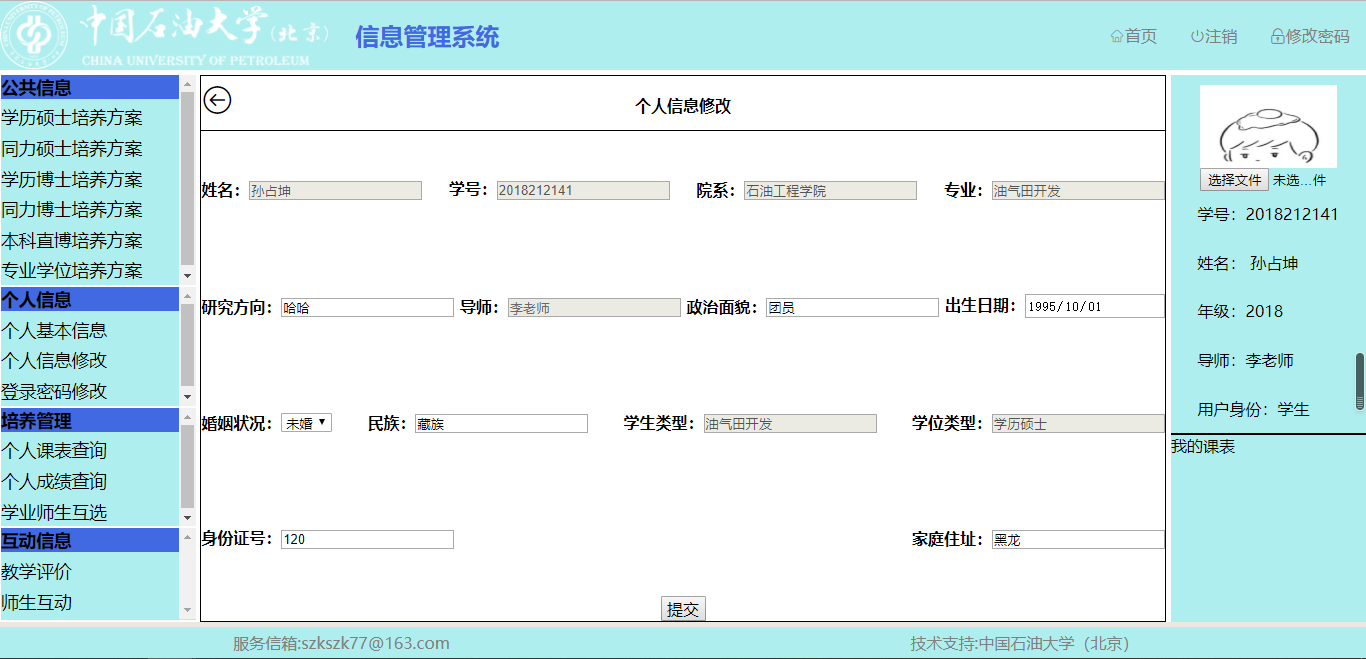 中国石油大学(北京) 信息管理系统 首页 注销 修改密码
CHINA UNIVERSITY OF PETROLEUM
公共信息
学历硕士培养方案
同力硕士培养方案
学历博士培养方案
同力博士培养方案
本科直博培养方案
专业学位培养方案
个人信息
个人基本信息
个人信息修改
登录密码修改
培养管理
个人课表查询
个人成绩查询
学业师生互选
互动信息
教学评价
师生互动
个人信息修改
姓名: 孙占坤 学号: 2018212141 院系: 石油工程学院 专业: 油气田开发
研究方向: 哈哈 导师: 李老师 政治面貌: 团员 出生日期: 1995/10/01
婚姻状况: 未婚 民族: 藏族 学生类型: 油气田开发 学位类型: 学历硕士
身份证号: 120 家庭住址: 黑龙
提交
选择文件 未选...件
学号: 2018212141
姓名: 孙占坤
年级: 2018
导师: 李老师
用户身份: 学生
我的课表
服务信箱:szkszk77@163.com 技术支持:中国石油大学（北京）